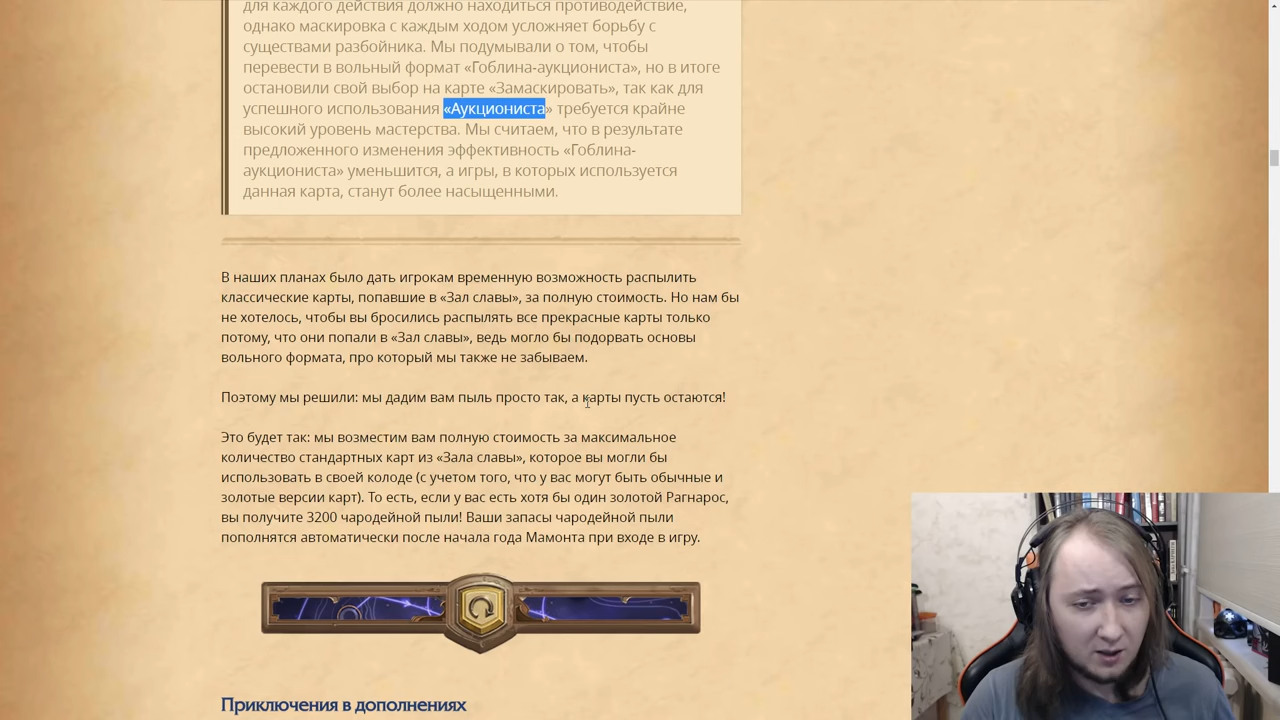 для каждого действия должно находиться противодействие,
однако маскировка с каждым ходом усложняет борьбу с
существами разбойника. Мы подумывали о том, чтобы
перевести в вольный формат «Гоблина-аукциониста», но в итоге
остановили свой выбор на карте «Замаскировать», так как для
успешного использования «Аукциониста» требуется крайне
высокий уровень мастерства. Мы считаем, что в результате
предложенного изменения эффективность «Гоблина-
аукциониста» уменьшится, а игры, в которых используется
данная карта, станут более насыщенными.
В наших планах было дать игрокам временную возможность распылить
классические карты, попавшие в «Зал славы», за полную стоимость. Но нам бы
не хотелось, чтобы вы бросились распылять все прекрасные карты только
потому, что они попали в «Зал славы», ведь могло бы подорвать основы
вольного формата, про который мы также не забываем.
Поэтому мы решили: мы дадим вам пыль просто так, а карты пусть остаются!
Это будет так: мы возместим вам полную стоимость за максимальное
количество стандартных карт из «Зала славы», которое вы могли бы
использовать в своей колоде (с учетом того, что у вас могут быть обычные и
золотые версии карт). То есть, если у вас есть хотя бы один золотой Рагнарос,
вы получите 3200 чародейной пыли! Ваши запасы чародейной пыли
пополнятся автоматически после начала года Мамонта при входе в игру.
Приключения в дополнениях